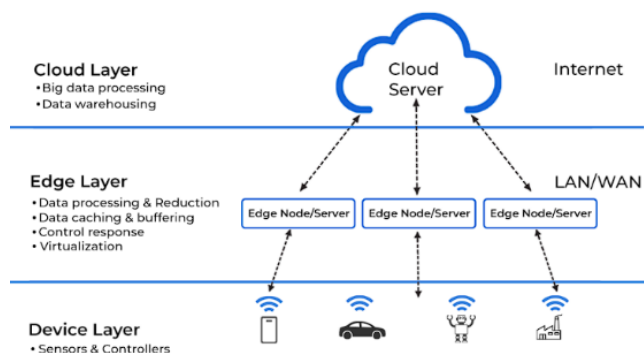 Cloud Layer
• Big data processing
• Data warehousing
Cloud
Server
Internet
Edge Layer
• Data processing & Reduction
• Data caching & buffering
• Control response
• Virtualization
LAN/WAN
Edge Node/Server
Edge Node/Server
Edge Node/Server
Device Layer
• Sensors & Controllers